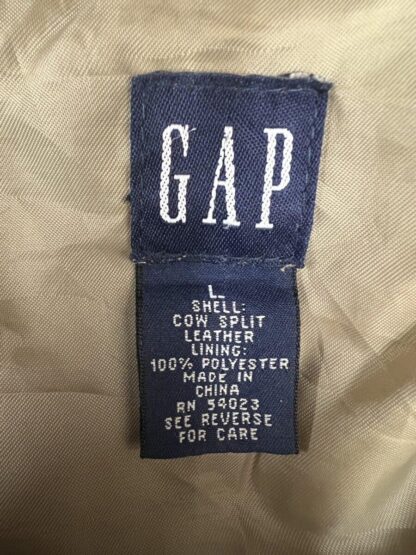 GAP
L
SHELL:
COW SPLIT
LEATHER
LINING:
100% POLYESTER
MADE IN
CHINA
RN 54023
SEE REVERSE
FOR CARE